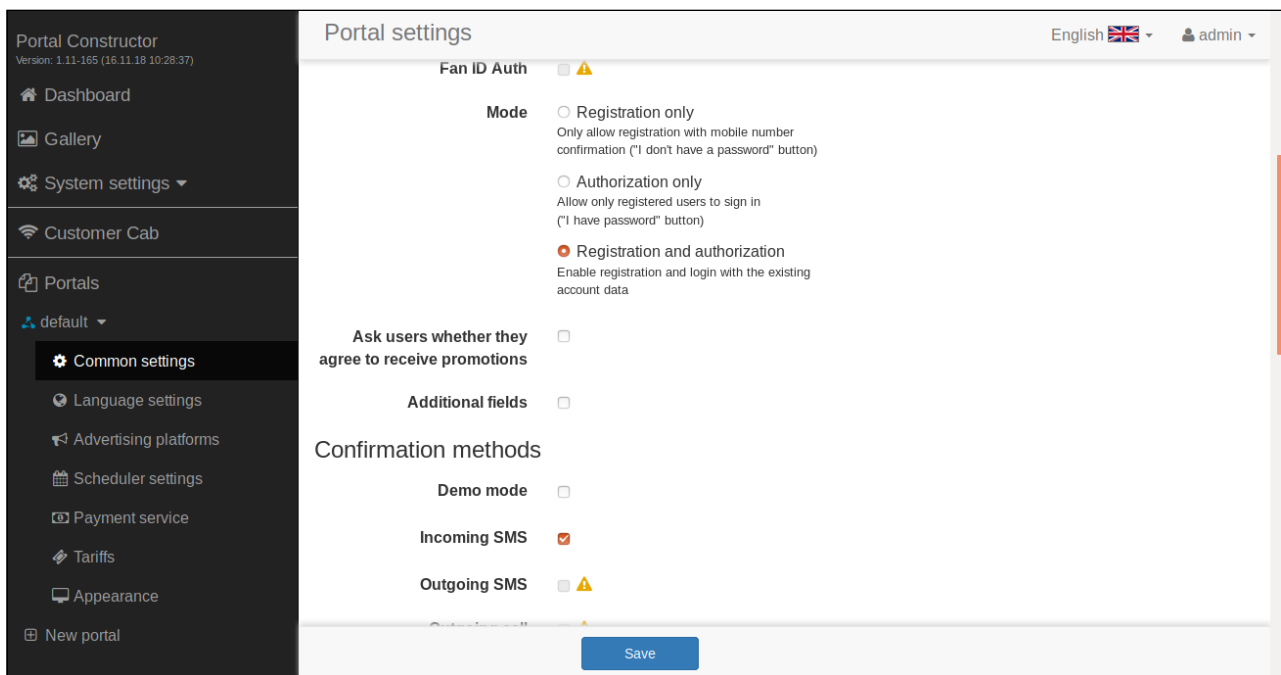 Portal Constructor
Version: 1.11-165 (16.11.18 10:28:37)
Dashboard
Gallery
System settings
Customer Cab
Portals
default
Common settings
Language settings
Advertising platforms
Scheduler settings
Payment service
Tariffs
Appearance
New portal
Portal settings
English
admin
Fan ID Auth
Mode
Registration only
Only allow registration with mobile number
confirmation ("I don't have a password" button)
Authorization only
Allow only registered users to sign in
("I have password" button)
Registration and authorization
Enable registration and login with the existing
account data
Ask users whether they
agree to receive promotions
Additional fields
Confirmation methods
Demo mode
Incoming SMS
Outgoing SMS
Outgoing call
Save